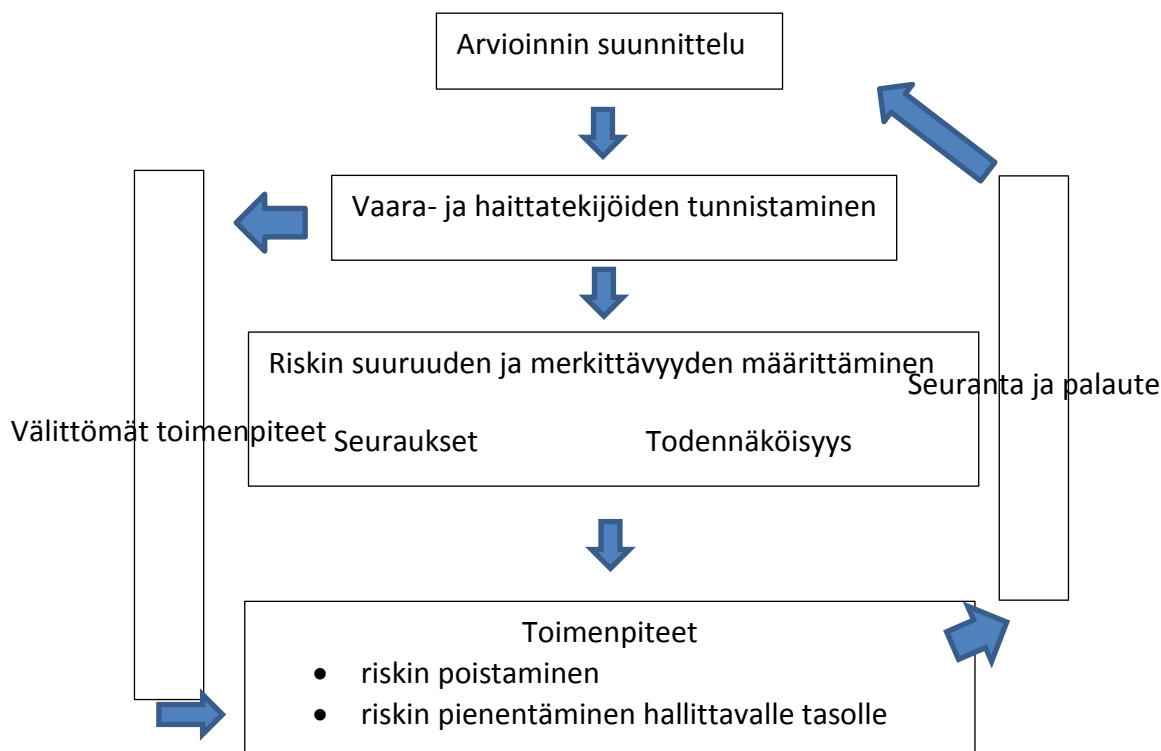 Arvioinnin suunnittelu
Vaara- ja haittatekijöiden tunnistaminen
Riskin suuruuden ja merkittävyyden määrittäminen
Seuranta ja palaute
Välittömät toimenpiteet
Seuraukset Todennäköisyys
Toimenpiteet
• riskin poistaminen
• riskin pienentäminen hallittavalle tasolle